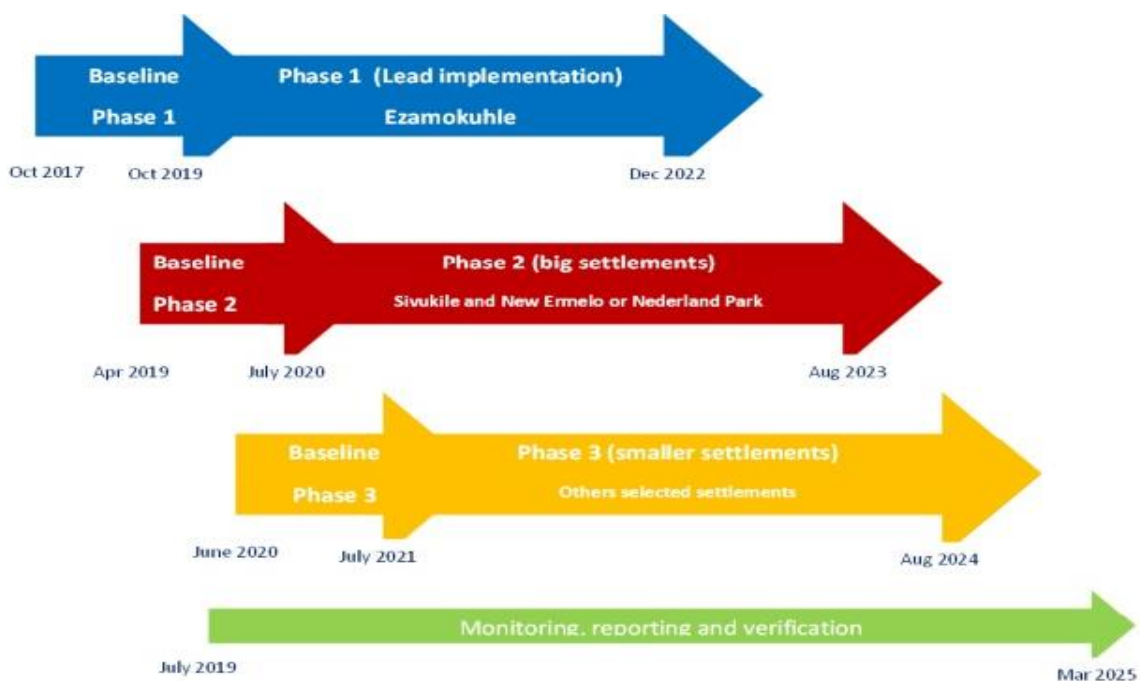 Baseline
Phase 1
Phase 1 (Lead implementation)
Ezamokuhle
Oct 2017
Oct 2019
Dec 2022
Baseline
Phase 2
Phase 2 (big settlements)
Sivukile and New Ermelo or Nederland Park
Apr 2019
July 2020
Aug 2023
Baseline
Phase 3
Phase 3 (smaller settlements)
Others selected settlements
June 2020
July 2021
Aug 2024
Monitoring, reporting and verification
July 2019
Mar 2025